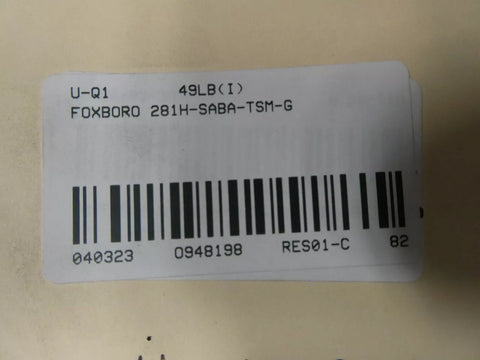 U-Q1 49LB(I)
FOXBORO 281H-SABA-TSM-G
040323 0948198 RES01-C 82